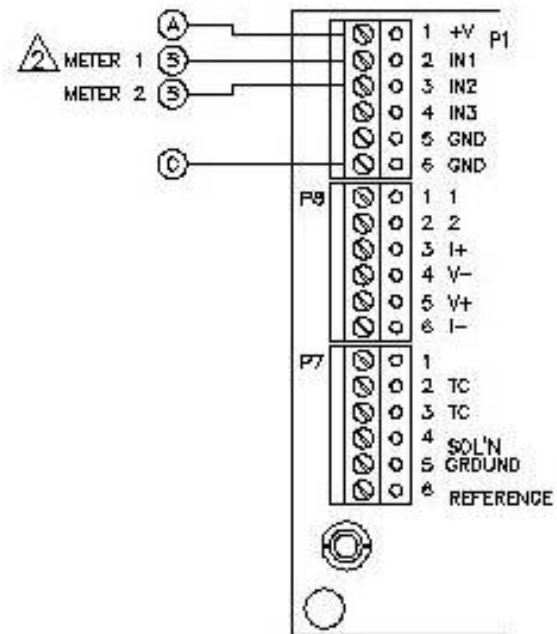 A
1 +V P1
2 METER 1 B 2 IN1
METER 2 B 3 IN2
4 IN3
5 GND
C 6 GND
P8 1 1
2 2
3 I+
4 V-
5 V+
6 I-
P7 1
2 TC
3 TC
4 SOL'N
5 GROUND
6 REFERENCE